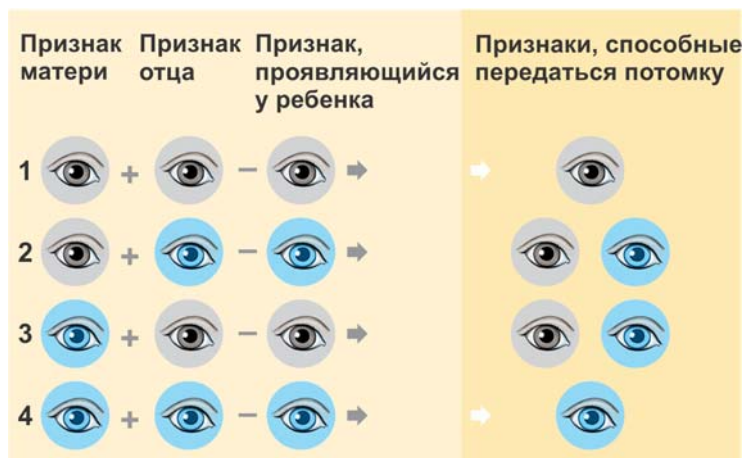 Признак
матери
Признак
отца
Признак,
проявляющийся
у ребенка
Признаки, способные
передаться потомку
1
2
3
4